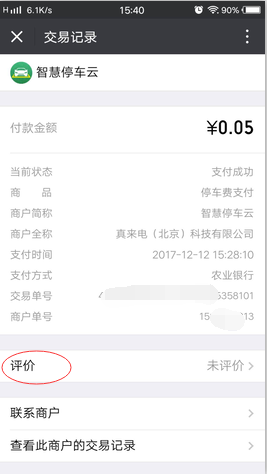 H 6.1K/s 15:40 90%
交易记录
智慧停车云
付款金额 ¥0.05
当前状态 支付成功
商 品 停车费支付
商户简称 智慧停车云
商户全称 真来电（北京）科技有限公司
支付时间 2017-12-12 15:28:10
支付方式 农业银行
交易单号 4 5358101
商户单号 15 313
评价 未评价
联系商户
查看此商户的交易记录